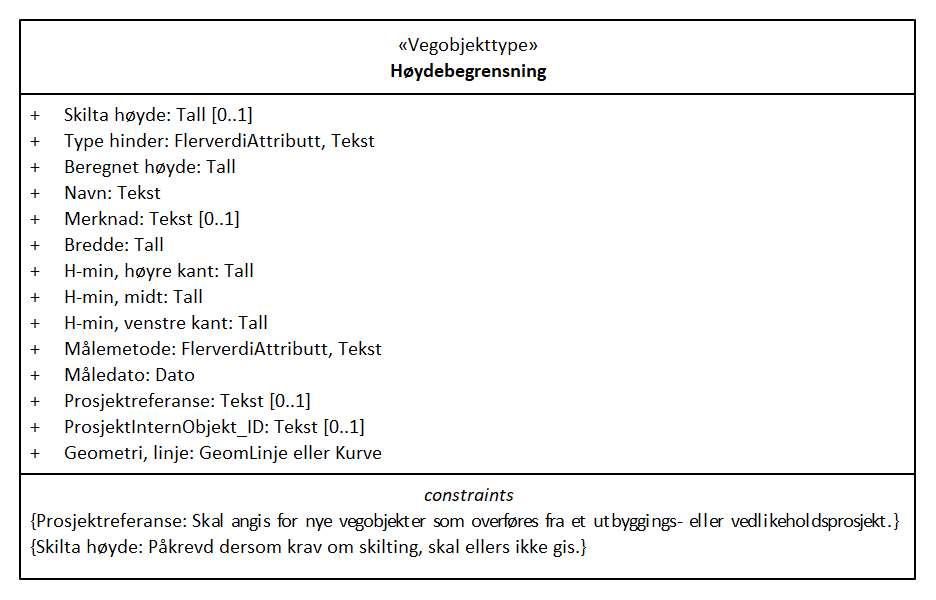 «Vegobjekttype»
Høydebegrensning
+ Skilta høyde: Tall [0..1]
+ Type hinder: FlerverdiAttributt, Tekst
+ Beregnet høyde: Tall
+ Navn: Tekst
+ Merknad: Tekst [0..1]
+ Bredde: Tall
+ H-min, høyre kant: Tall
+ H-min, midt: Tall
+ H-min, venstre kant: Tall
+ Målemetode: FlerverdiAttributt, Tekst
+ Måledato: Dato
+ Prosjektreferanse: Tekst [0..1]
+ ProsjektInternObjekt_ID: Tekst [0..1]
+ Geometri, linje: GeomLinje eller Kurve
constraints
{Prosjektreferanse: Skal angis for nye vegobjekter som overføres fra et utbyggings- eller vedlikeholdsprosjekt.}
{Skilta høyde: Påkrevd dersom krav om skilting, skal ellers ikke gis.}